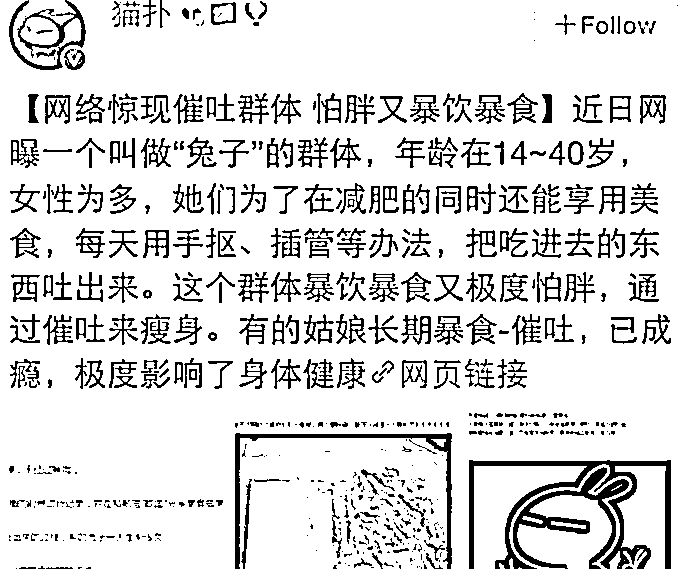 猫扑
+Follow
【网络惊现催吐群体 怕胖又暴饮暴食】近日网
曝一个叫做“兔子”的群体，年龄在14~40岁，
女性为多，她们为了在减肥的同时还能享用美
食，每天用手抠、插管等办法，把吃进去的东
西吐出来。这个群体暴饮暴食又极度怕胖，通
过催吐来瘦身。有的姑娘长期暴食-催吐，已成
瘾，极度影响了身体健康网页链接